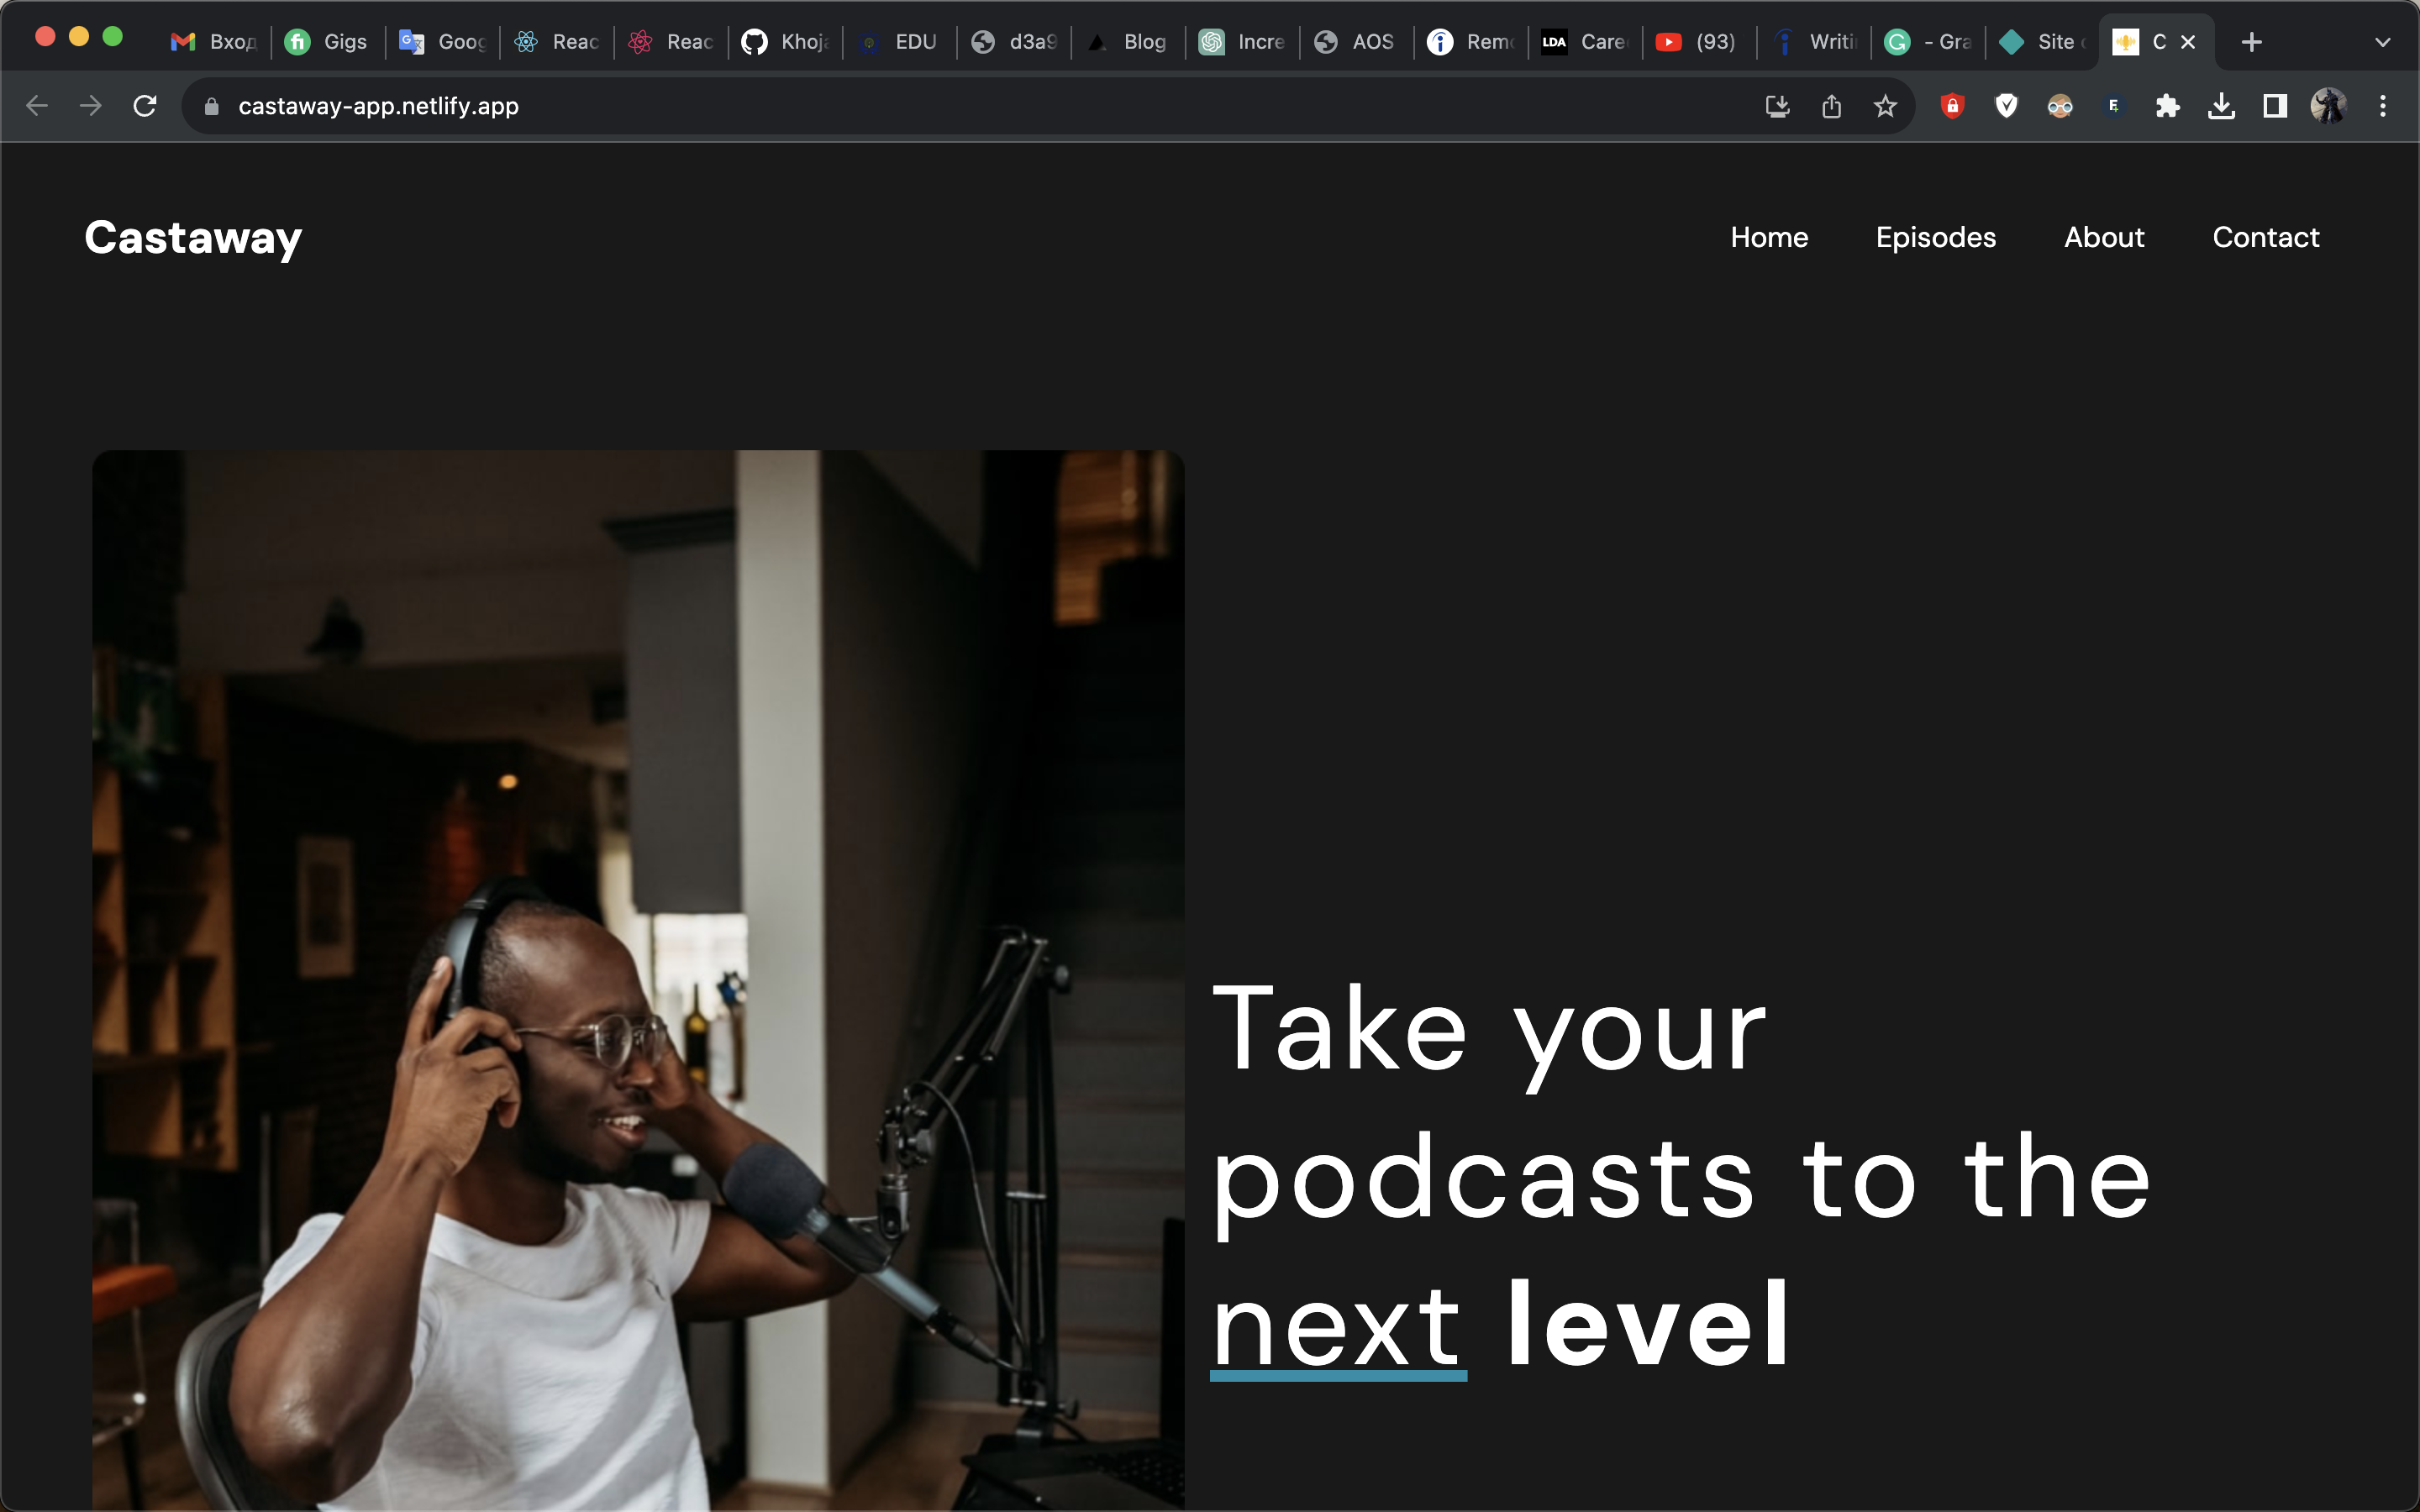 Вход
Gigs
Goog
Reac
Reac
Khoja
EDU
d3a9
Blog
Incre
AOS
Remo
LDA Care
(93)
Writi
- Gra
Site
C
castaway-app.netlify.app
Castaway
Home Episodes About Contact
Take your
podcasts to the
next level